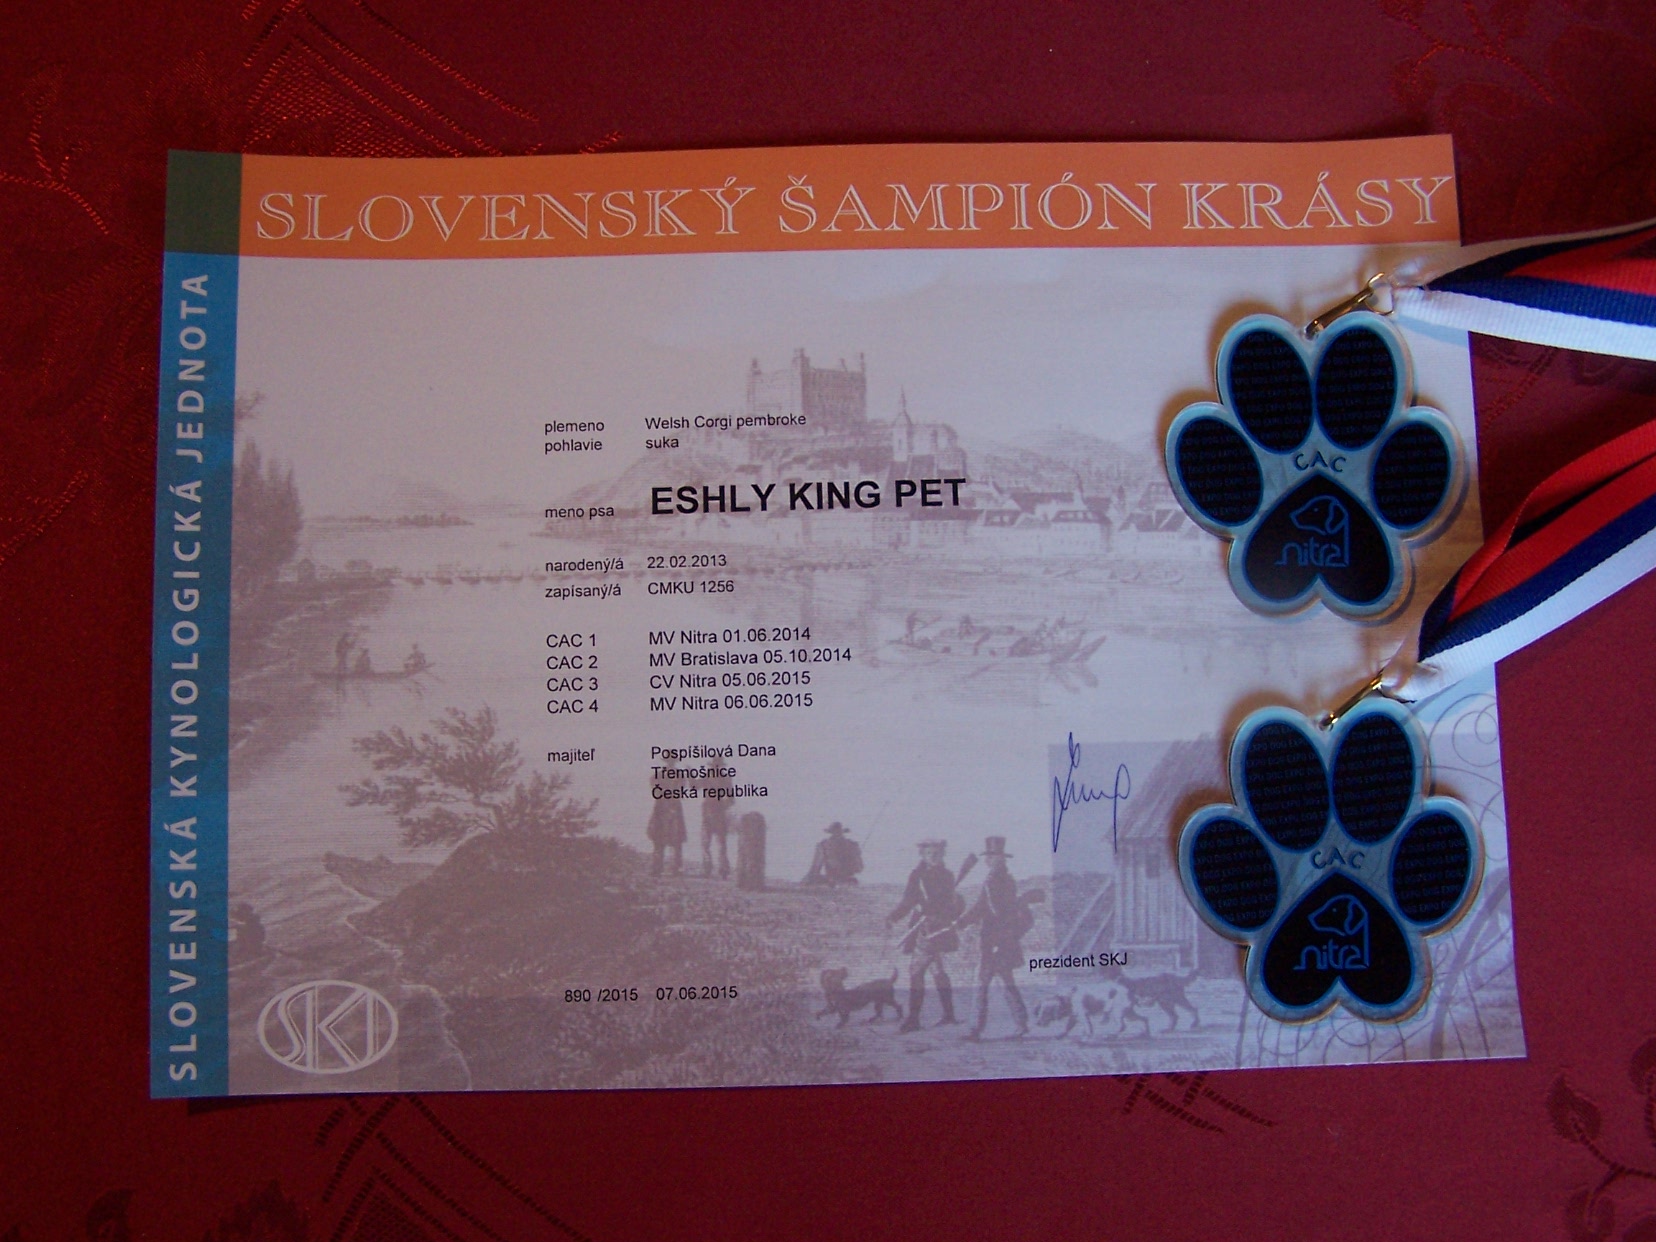 SLOVENSKÝ ŠAMPIÓN KRÁSY
SLOVENSKÁ KYNOLOGICKÁ JEDNOTA
plemeno Welsh Corgi pembroke
pohlavie suka
meno psa ESHLY KING PET
narodený/á 22.02.2013
zapísaný/á CMKU 1256
CAC 1 MV Nitra 01.06.2014
CAC 2 MV Bratislava 05.10.2014
CAC 3 CV Nitra 05.06.2015
CAC 4 MV Nitra 06.06.2015
majiteľ Pospíšilová Dana
Třemošnice
Česká republika
prezident SKJ
890 /2015 07.06.2015
SKJ
CAC
nitra
CAC
nitra